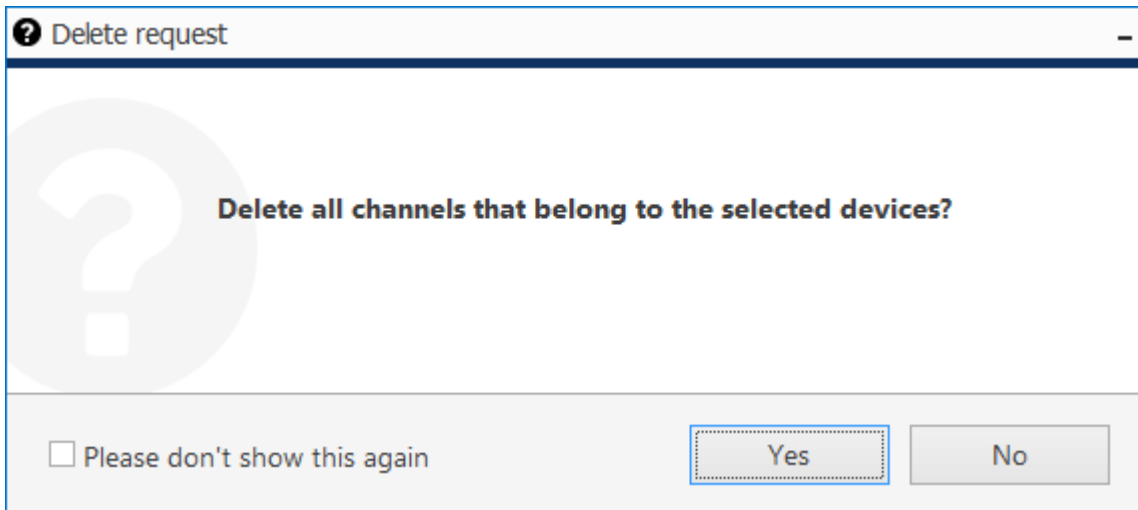 Delete request
Delete all channels that belong to the selected devices?
Please don't show this again
Yes
No